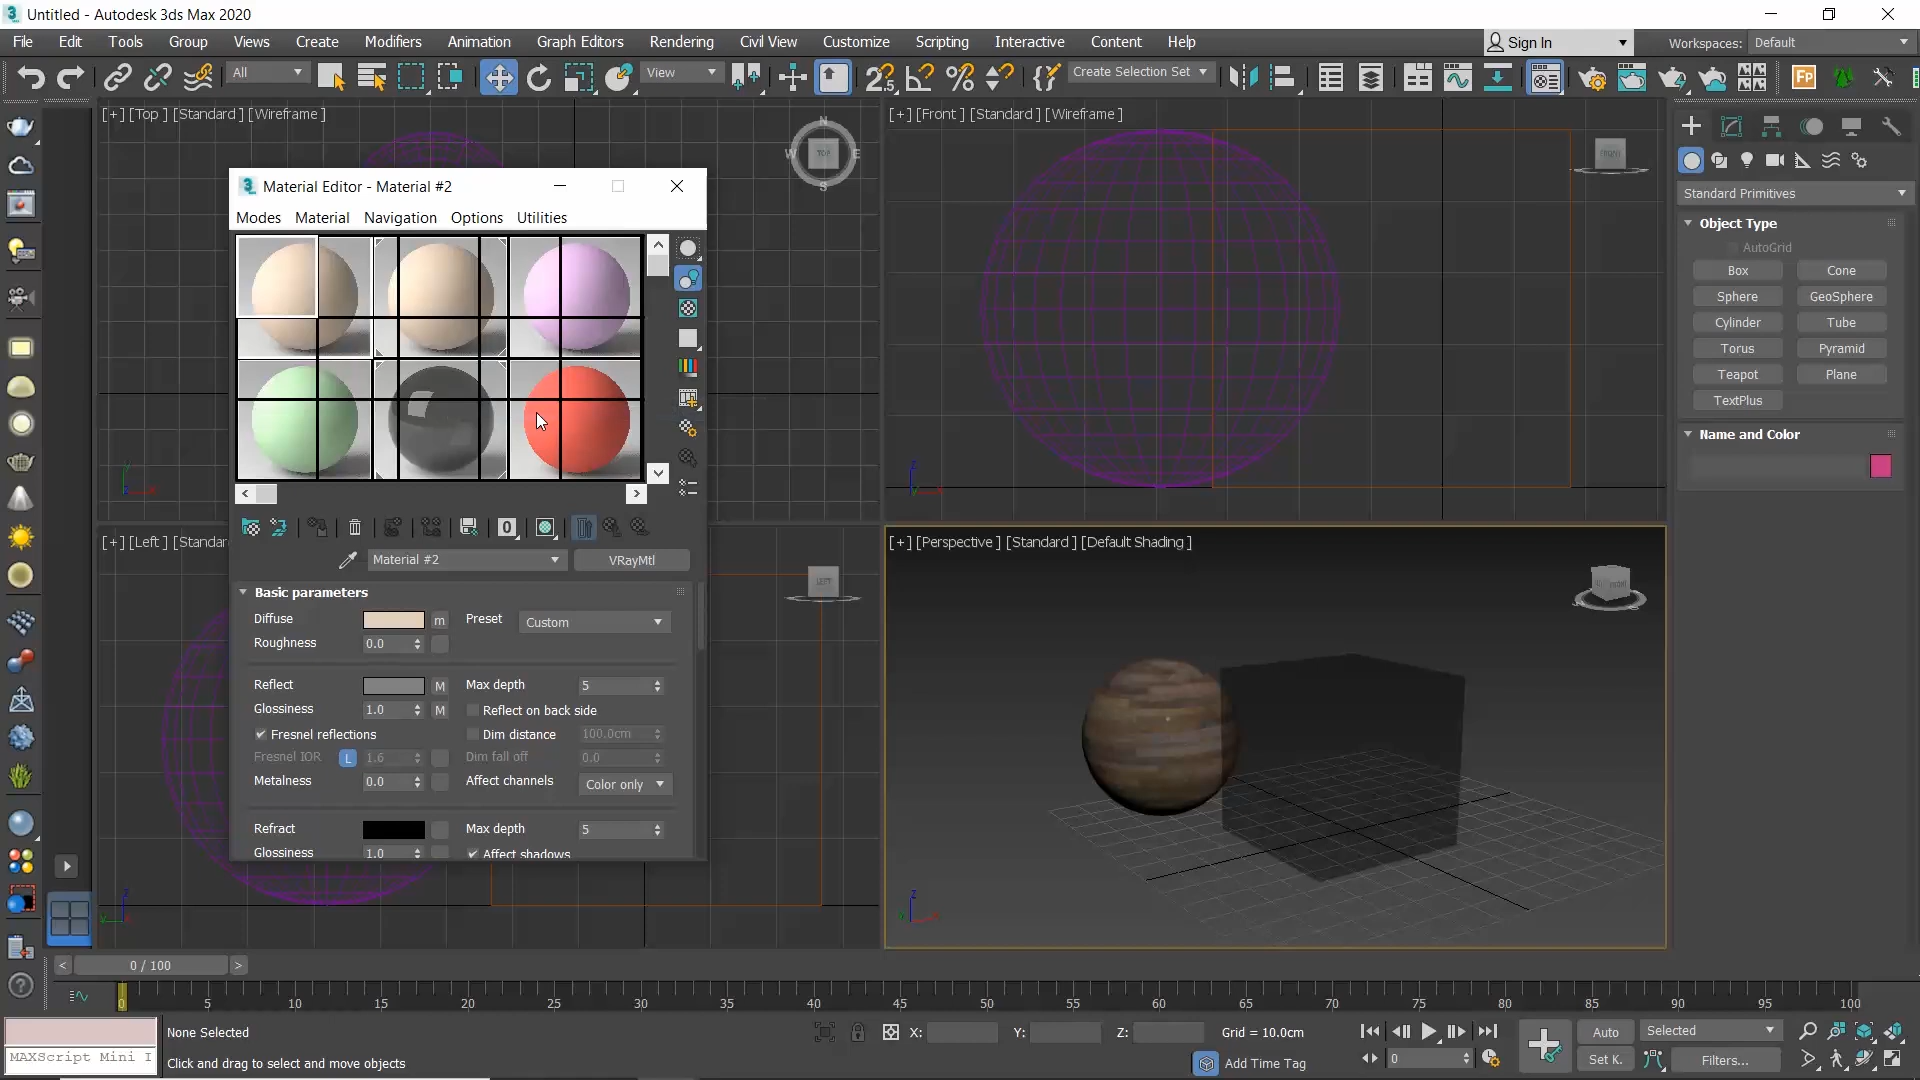 Untitled - Autodesk 3ds Max 2020
File Edit Tools Group Views Create Modifiers Animation Graph Editors Rendering Civil View Customize Scripting Interactive Content Help
Sign In
Workspaces: Default
All
View
Create Selection Set
Fp
[+] [Top ] [Standard ] [Wireframe ]
N
W TOP E
S
[+] [Front ] [Standard ] [Wireframe ]
FRONT
Standard Primitives
Object Type
AutoGrid
Box Cone
Sphere GeoSphere
Cylinder Tube
Torus Pyramid
Teapot Plane
TextPlus
Name and Color
Material Editor - Material #2
Modes Material Navigation Options Utilities
0
Material #2
VRayMtl
Basic parameters
Diffuse m Preset Custom
Roughness 0.0
Reflect M Max depth 5
Glossiness 1.0 M Reflect on back side
Fresnel reflections Dim distance 100.0cm
Fresnel IOR L 1.6 Dim fall off 0.0
Metalness 0.0 Affect channels Color only
Refract Max depth 5
Glossiness 1.0 Affect shadows
[+] [Left ] [Standar
LEFT
[+] [Perspective ] [Standard ] [Default Shading ]
0 / 100
0 5 10 15 20 25 30 35 40 45 50 55 60 65 70 75 80 85 90 95 100
MAXScript Mini I
None Selected
Click and drag to select and move objects
X: Y: Z: Grid = 10.0cm
Add Time Tag
0
Auto
Set K.
Selected
Filters...